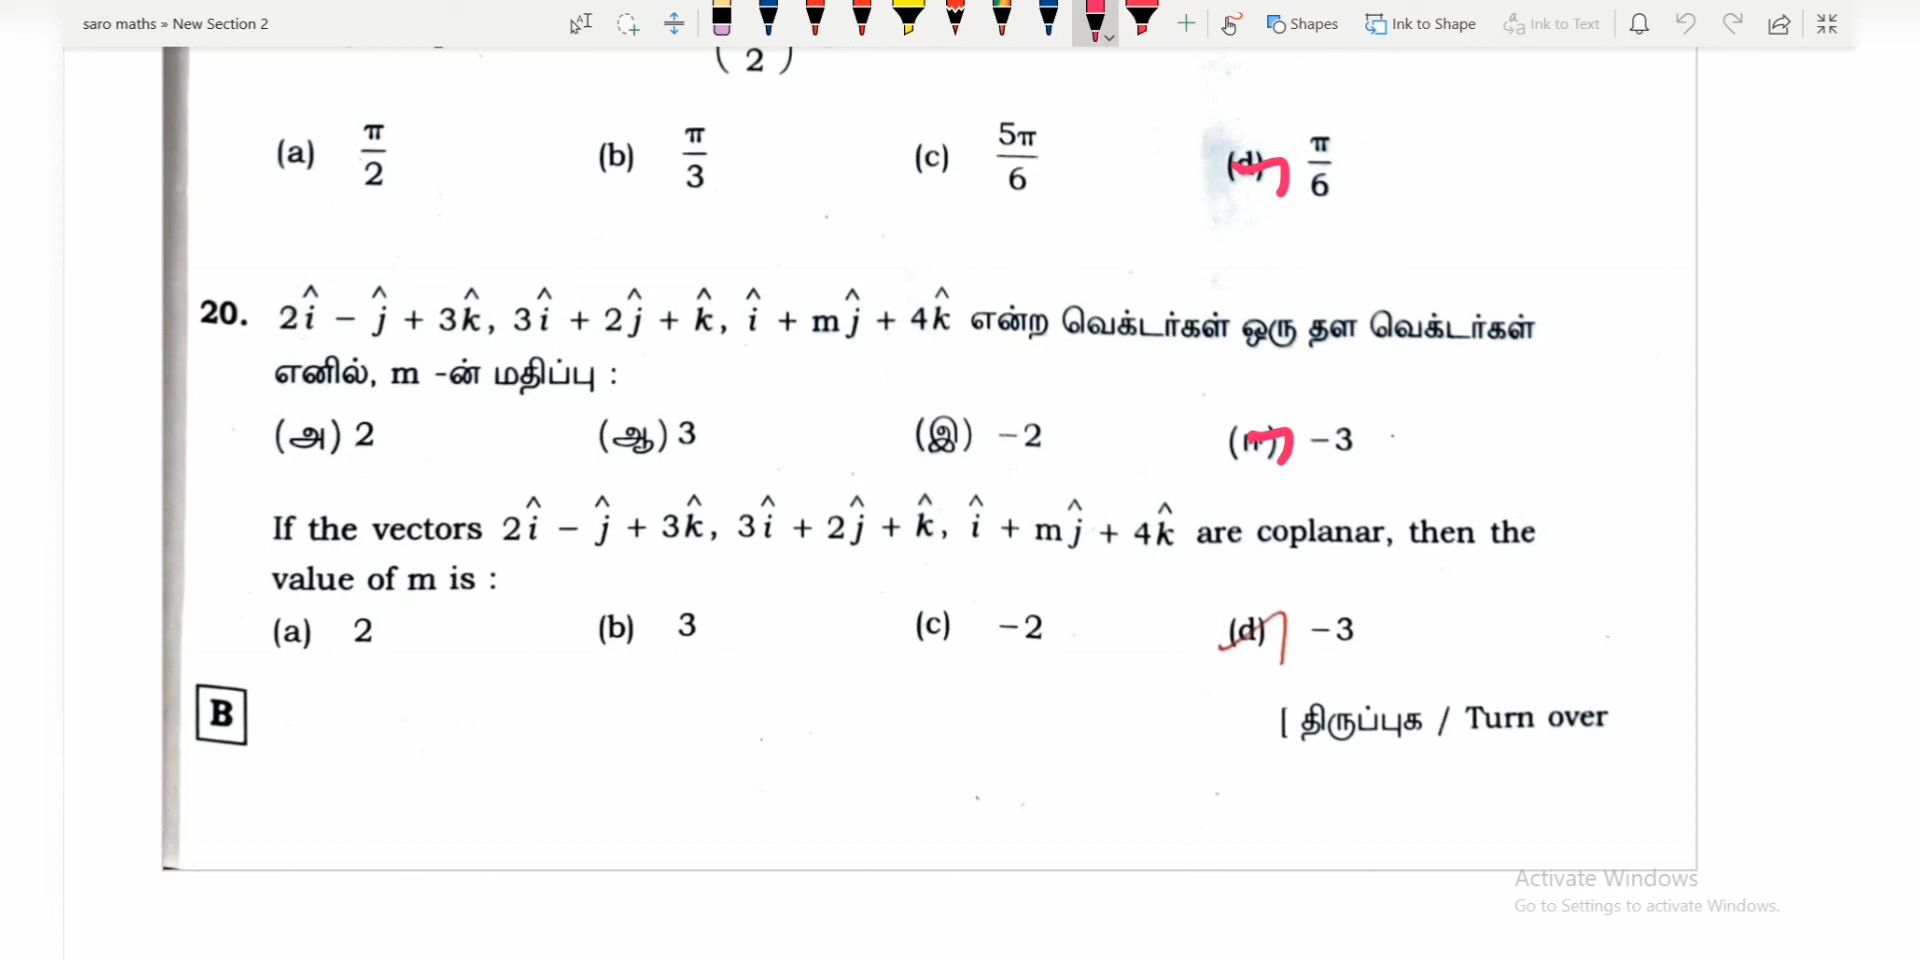 saro maths » New Section 2
Shapes
Ink to Shape
Ink to Text
( 2 )
(a) π/2 (b) π/3 (c) 5π/6 (d) π/6
20. 2î − ĵ + 3k̂, 3î + 2ĵ + k̂, î + mĵ + 4k̂ என்ற வெக்டர்கள் ஒரு தள வெக்டர்கள்
எனில், m -ன் மதிப்பு :
(அ) 2 (ஆ) 3 (இ) −2 (ஈ) −3
If the vectors 2î − ĵ + 3k̂, 3î + 2ĵ + k̂, î + mĵ + 4k̂ are coplanar, then the
value of m is :
(a) 2 (b) 3 (c) −2 (d) −3
B
[ திருப்புக / Turn over
Activate Windows
Go to Settings to activate Windows.